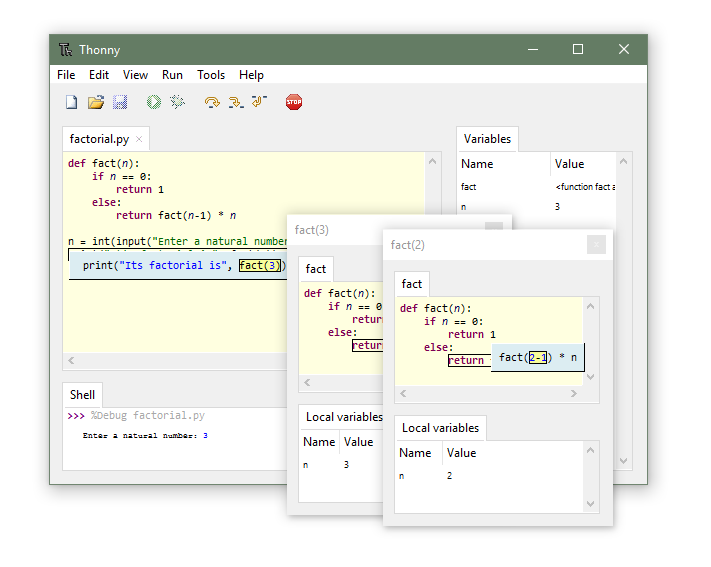 Thonny
File Edit View Run Tools Help
STOP
factorial.py
def fact(n):
if n == 0:
return 1
else:
return fact(n-1) * n
n = int(input("Enter a natural number
print("Its factorial is", fact(3))
Shell
>>> %Debug factorial.py
Enter a natural number: 3
Variables
Name Value
fact <function fact a
n 3
fact(3)
fact
def fact(n):
if n == 0:
return
else:
return
Local variables
Name Value
n 3
fact(2)
fact
def fact(n):
if n == 0:
return 1
else:
return
fact(2-1) * n
Local variables
Name Value
n 2